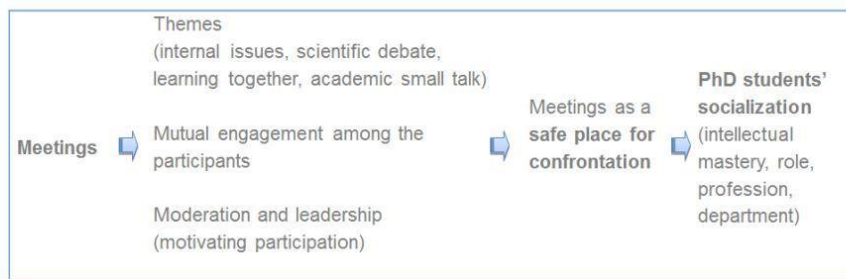 Themes
(internal issues, scientific debate,
learning together, academic small talk)
Meetings
Mutual engagement among the
participants
Moderation and leadership
(motivating participation)
Meetings as a
safe place for
confrontation
PhD students'
socialization
(intellectual
mastery, role,
profession,
department)